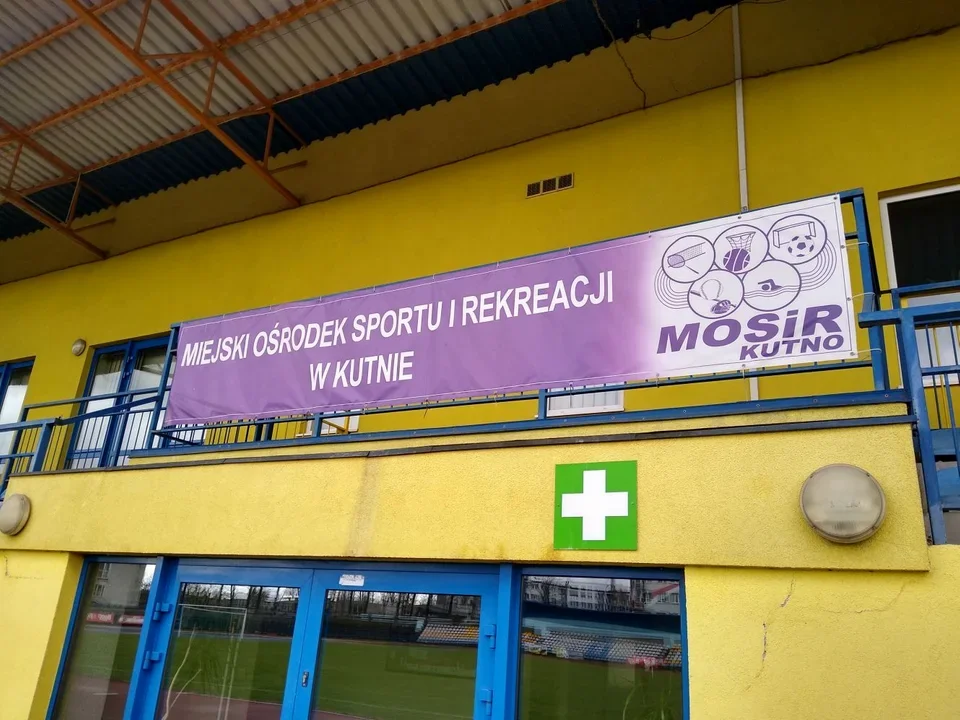 MIEJSKI OŚRODEK SPORTU I REKREACJI
W KUTNIE
MOSiR
KUTNO